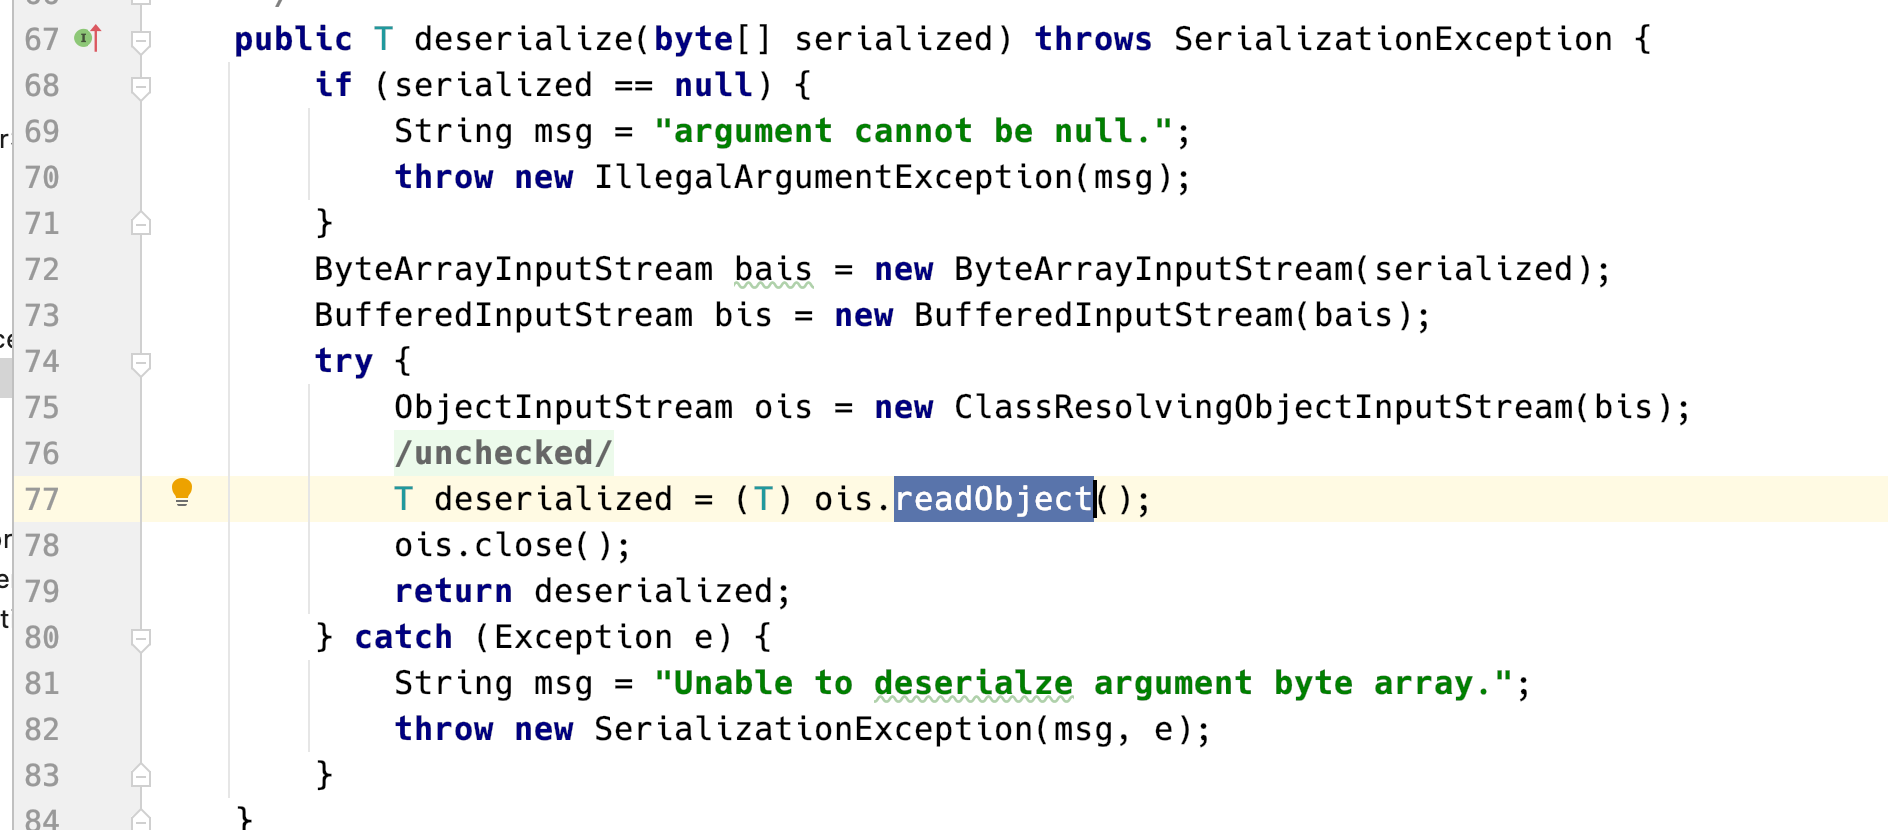 67 public T deserialize(byte[] serialized) throws SerializationException {
68 if (serialized == null) {
69 String msg = "argument cannot be null.";
70 throw new IllegalArgumentException(msg);
71 }
72 ByteArrayInputStream bais = new ByteArrayInputStream(serialized);
73 BufferedInputStream bis = new BufferedInputStream(bais);
74 try {
75 ObjectInputStream ois = new ClassResolvingObjectInputStream(bis);
76 /unchecked/
77 T deserialized = (T) ois.readObject();
78 ois.close();
79 return deserialized;
80 } catch (Exception e) {
81 String msg = "Unable to deserialze argument byte array.";
82 throw new SerializationException(msg, e);
83 }
84 }